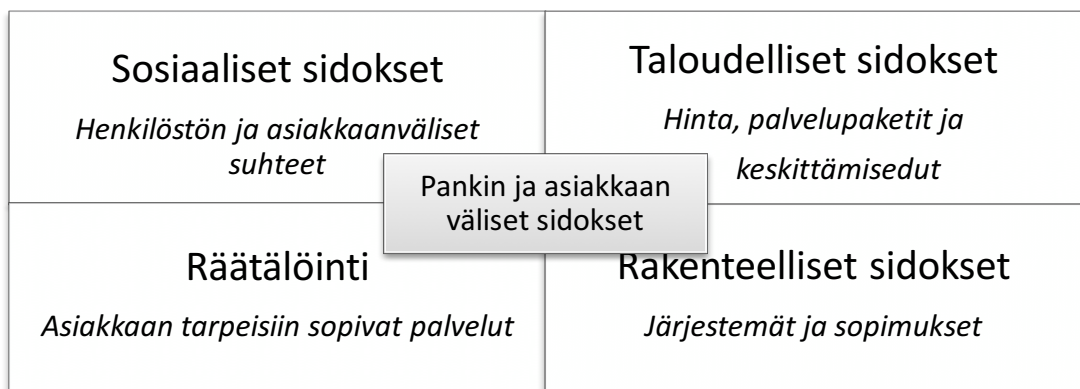 Sosiaaliset sidokset
Henkilöstön ja asiakkaanväliset
suhteet
Taloudelliset sidokset
Hinta, palvelupaketit ja
keskittämisedut
Pankin ja asiakkaan
väliset sidokset
Räätälöinti
Asiakkaan tarpeisiin sopivat palvelut
Rakenteelliset sidokset
Järjestemät ja sopimukset